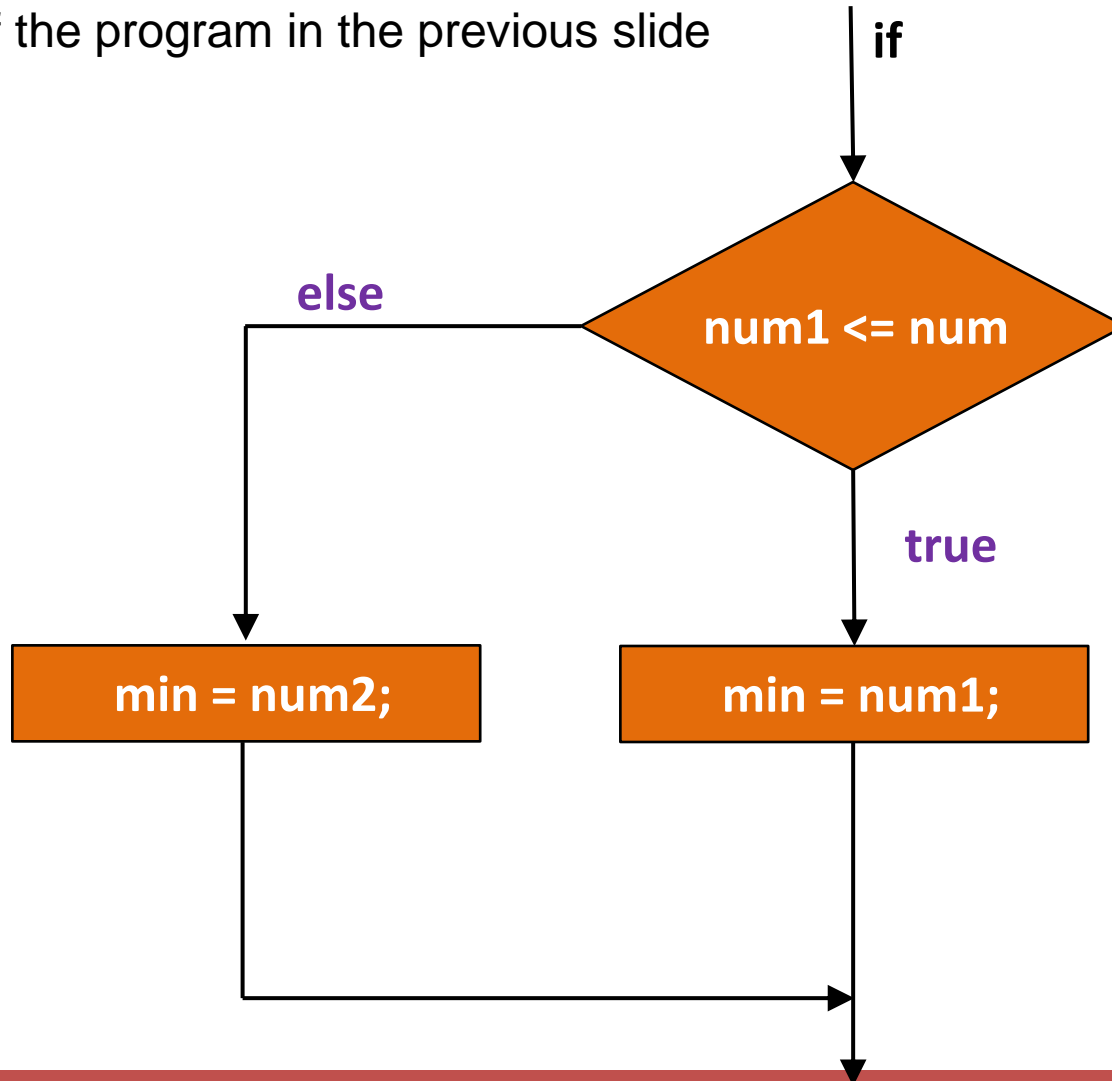 the program in the previous slide
if
else
num1 <= num
true
min = num2;
min = num1;